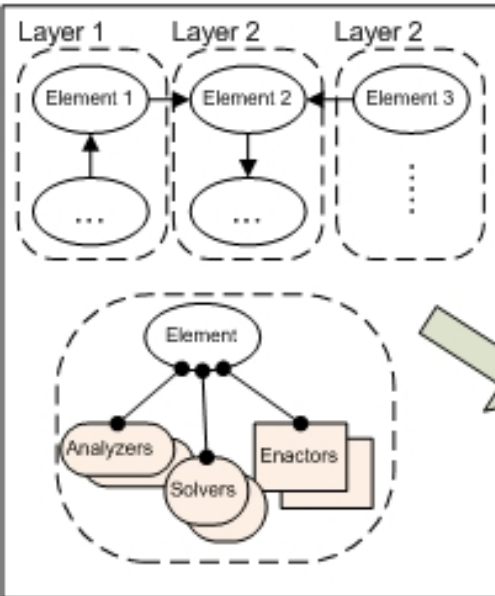 Layer 1 Layer 2 Layer 2
Element 1 Element 2 Element 3
... ...
Element
Analyzers
Enactors
Solvers